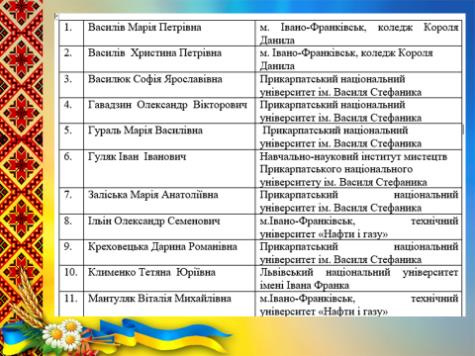 1. Василів Марія Петрівна м. Івано-Франківськ, коледж Короля
Данила
2. Василів Христина Петрівна м. Івано-Франківськ, коледж Короля
Данила
3. Василюк Софія Ярославівна Прикарпатський національний
університет ім. Василя Стефаника
4. Гавадзин Олександр Вікторович Прикарпатський національний
університет ім. Василя Стефаника
5 Гураль Марія Василівна Прикарпатський національний
університет ім. Василя Стефаника
6. Гуляк Іван Іванович Навчально-науковий інститут мистецтв
Прикарпатського національного
університету ім. Василя Стефаника
7. Заліська Марія Анатоліївна Прикарпатський національний
університет ім. Василя Стефаника
8. Ільїн Олександр Семенович м.Івано-Франківськ, технічний
університет «Нафти і газу»
9. Креховецька Дарина Романівна Прикарпатський національний
університет ім. Василя Стефаника
10. Клименко Тетяна Юріївна Львівський національний університет
імені Івана Франка
11. Мантуляк Віталія Михайлівна м.Івано-Франківськ, технічний
університет «Нафти і газу»